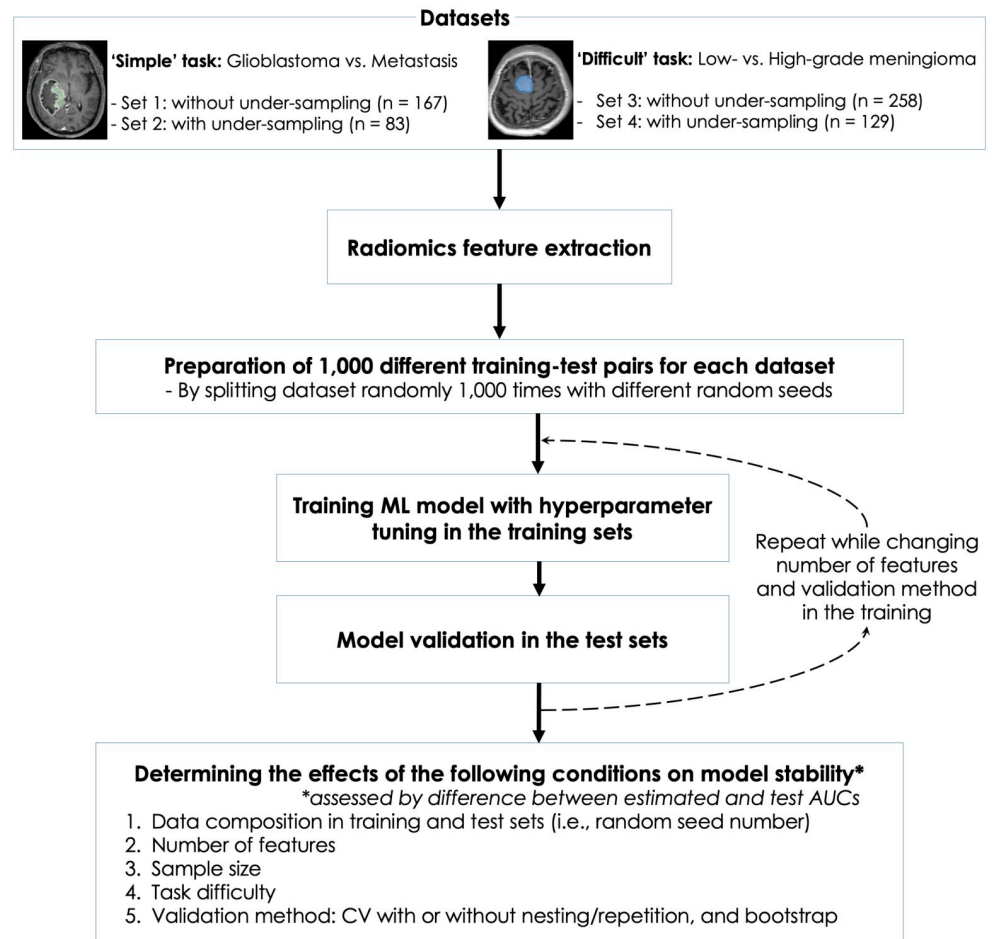 Datasets
'Simple' task: Glioblastoma vs. Metastasis
- Set 1: without under-sampling (n = 167)
- Set 2: with under-sampling (n = 83)
'Difficult' task: Low- vs. High-grade meningioma
- Set 3: without under-sampling (n = 258)
- Set 4: with under-sampling (n = 129)
Radiomics feature extraction
Preparation of 1,000 different training-test pairs for each dataset
- By splitting dataset randomly 1,000 times with different random seeds
Training ML model with hyperparameter
tuning in the training sets
Repeat while changing
number of features
and validation method
in the training
Model validation in the test sets
Determining the effects of the following conditions on model stability*
*assessed by difference between estimated and test AUCs
1. Data composition in training and test sets (i.e., random seed number)
2. Number of features
3. Sample size
4. Task difficulty
5. Validation method: CV with or without nesting/repetition, and bootstrap